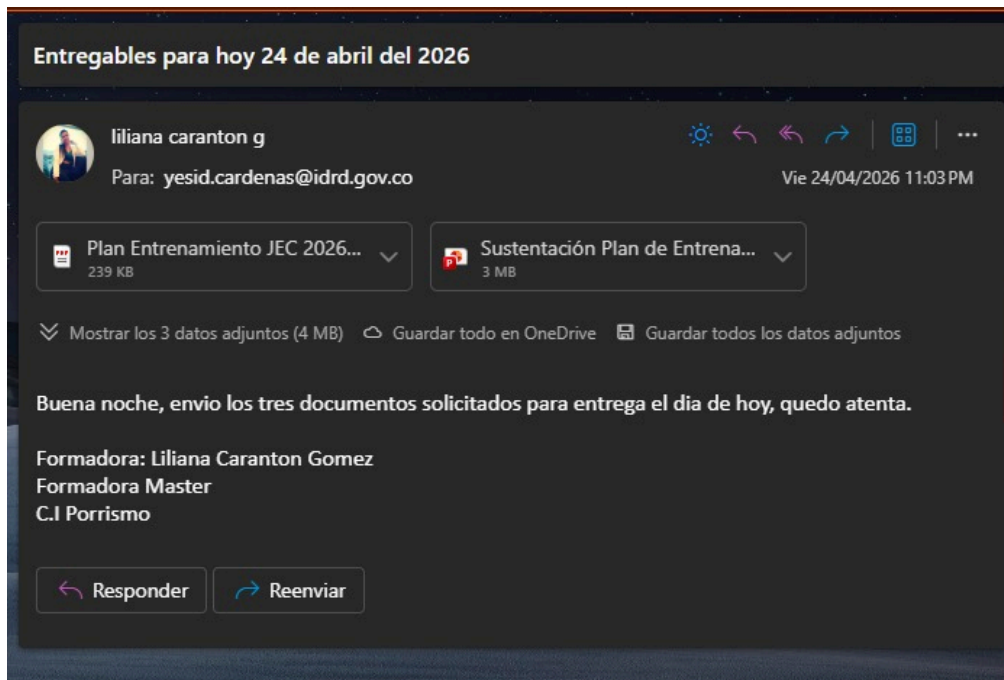 Entregables para hoy 24 de abril del 2026
liliana caranton g
Para: yesid.cardenas@idrd.gov.co
Vie 24/04/2026 11:03 PM
Plan Entrenamiento JEC 2026...
239 KB
Sustentación Plan de Entrena...
3 MB
Mostrar los 3 datos adjuntos (4 MB) Guardar todo en OneDrive Guardar todos los datos adjuntos
Buena noche, envio los tres documentos solicitados para entrega el dia de hoy, quedo atenta.
Formadora: Liliana Caranton Gomez
Formadora Master
C.I Porrismo
Responder Reenviar